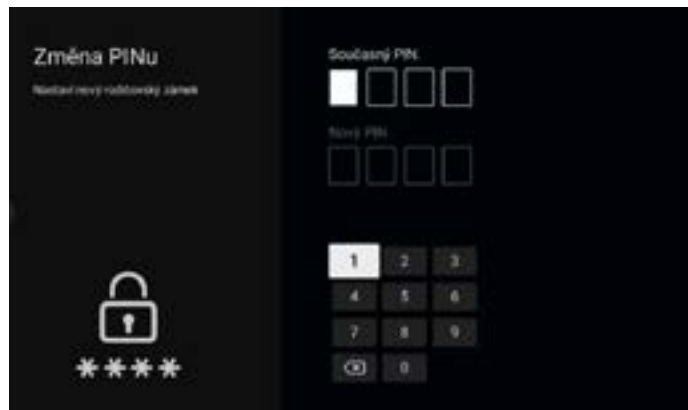 Změna PINu
Nastaví nový rodičovský zámek
Současný PIN.
Nový PIN.
1 2 3
4 5 6
7 8 9
0
****